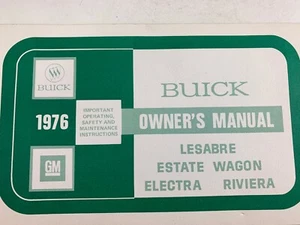 BUICK
1976
GM
IMPORTANT
OPERATING,
SAFETY AND
MAINTENANCE
INSTRUCTIONS
BUICK
OWNER'S MANUAL
LESABRE
ESTATE WAGON
ELECTRA RIVIERA